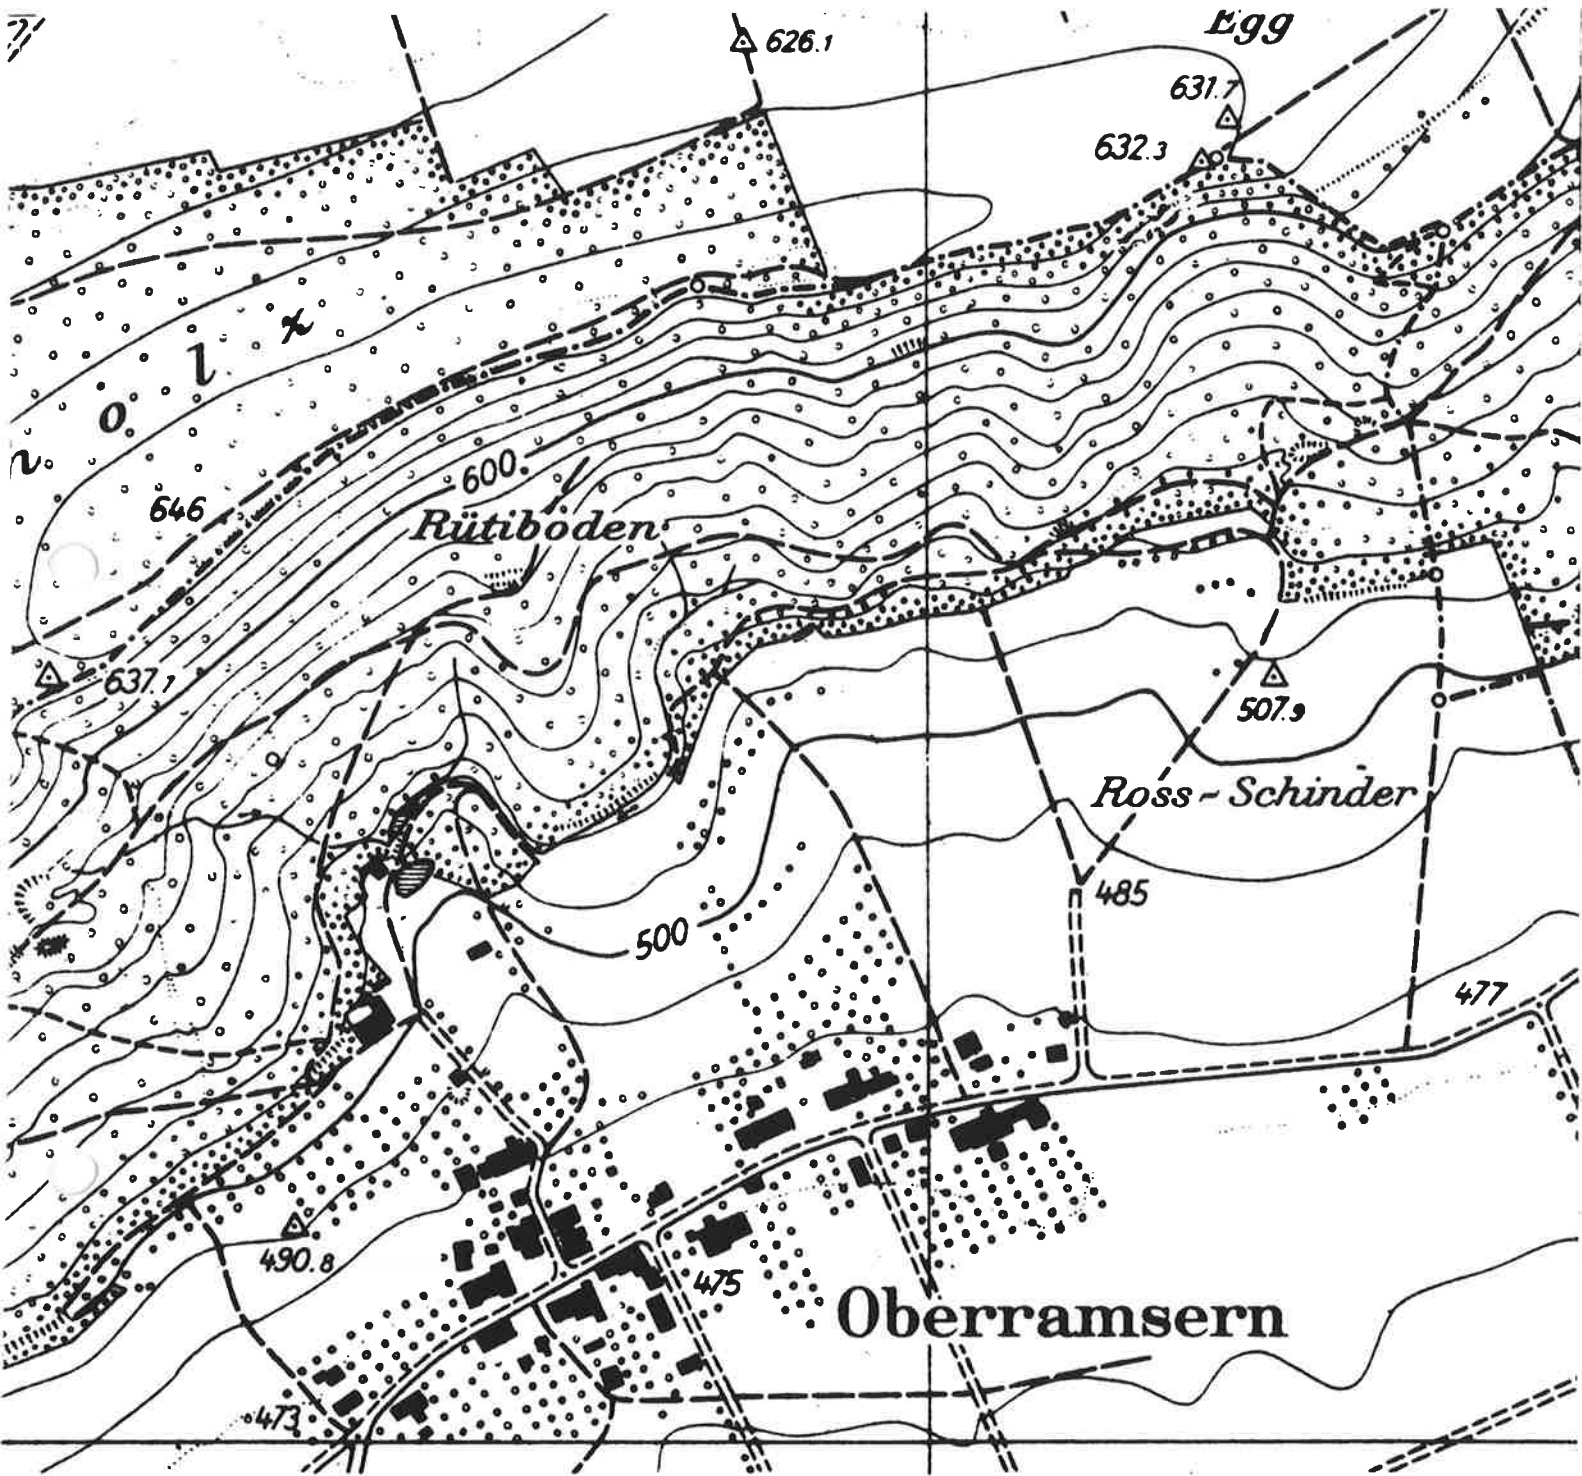 626.1
Egg
631.7
632.3
n o l z
646
600
Rütiboden
637.1
507.9
Ross-Schinder
485
500
477
490.8
475
Oberramsern
473